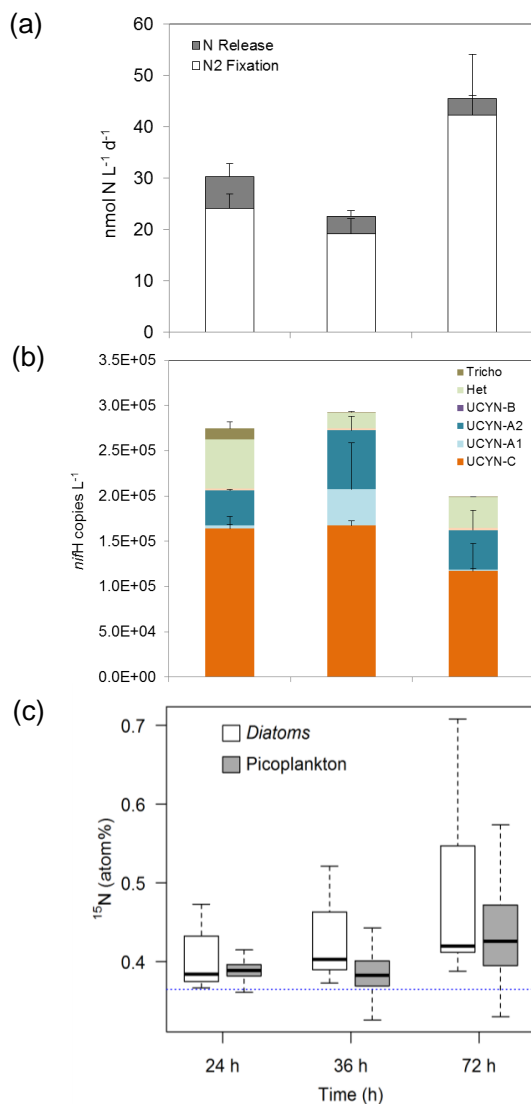 (a)
60
50
40
30
20
10
0
nmol N L⁻¹ d⁻¹
N Release
N2 Fixation
(b)
3.5E+05
3.0E+05
2.5E+05
2.0E+05
1.5E+05
1.0E+05
5.0E+04
0.0E+00
nifH copies L⁻¹
Tricho
Het
UCYN-B
UCYN-A2
UCYN-A1
UCYN-C
(c)
0.7
0.6
0.5
0.4
¹⁵N (atom%)
Diatoms
Picoplankton
24 h 36 h 72 h
Time (h)